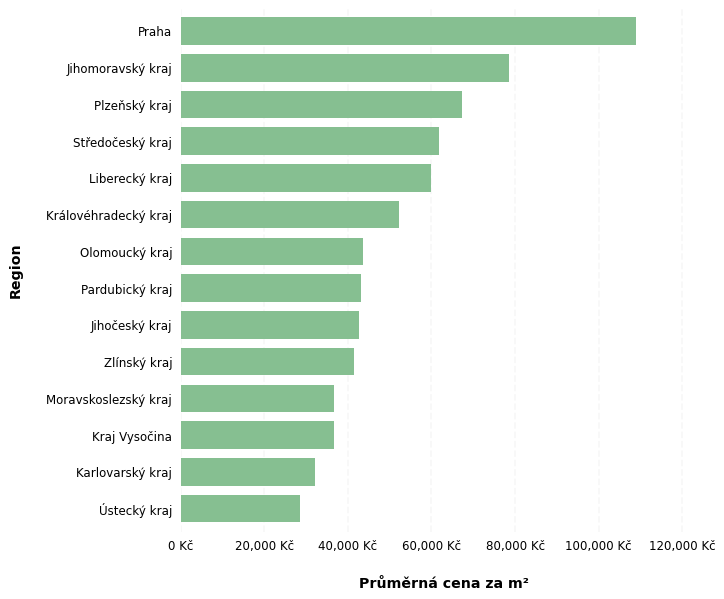 Region
Praha
Jihomoravský kraj
Plzeňský kraj
Středočeský kraj
Liberecký kraj
Královéhradecký kraj
Olomoucký kraj
Pardubický kraj
Jihočeský kraj
Zlínský kraj
Moravskoslezský kraj
Kraj Vysočina
Karlovarský kraj
Ústecký kraj
0 Kč 20,000 Kč 40,000 Kč 60,000 Kč 80,000 Kč 100,000 Kč 120,000 Kč
Průměrná cena za m²